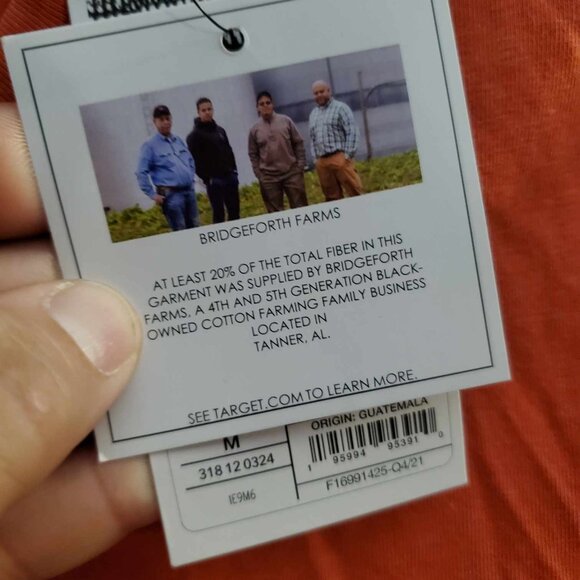 BRIDGEFORTH FARMS
AT LEAST 20% OF THE TOTAL FIBER IN THIS
GARMENT WAS SUPPLIED BY BRIDGEFORTH
FARMS, A 4TH AND 5TH GENERATION BLACK-
OWNED COTTON FARMING FAMILY BUSINESS
LOCATED IN
TANNER, AL.
SEE TARGET.COM TO LEARN MORE.
M
318 12 0324
IE9M6
ORIGIN: GUATEMALA
1 95994 95391 0
F16991425-Q4/21